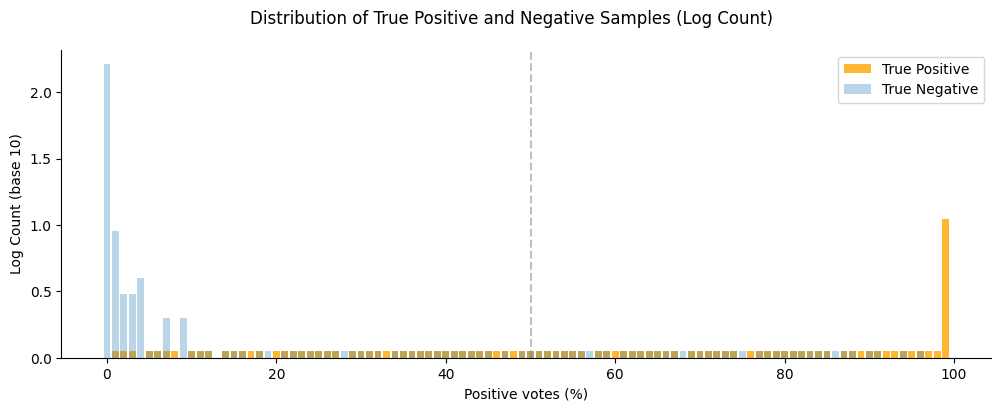 Distribution of True Positive and Negative Samples (Log Count)
True Positive
True Negative
Log Count (base 10)
2.0
1.5
1.0
0.5
0.0
0 20 40 60 80 100
Positive votes (%)